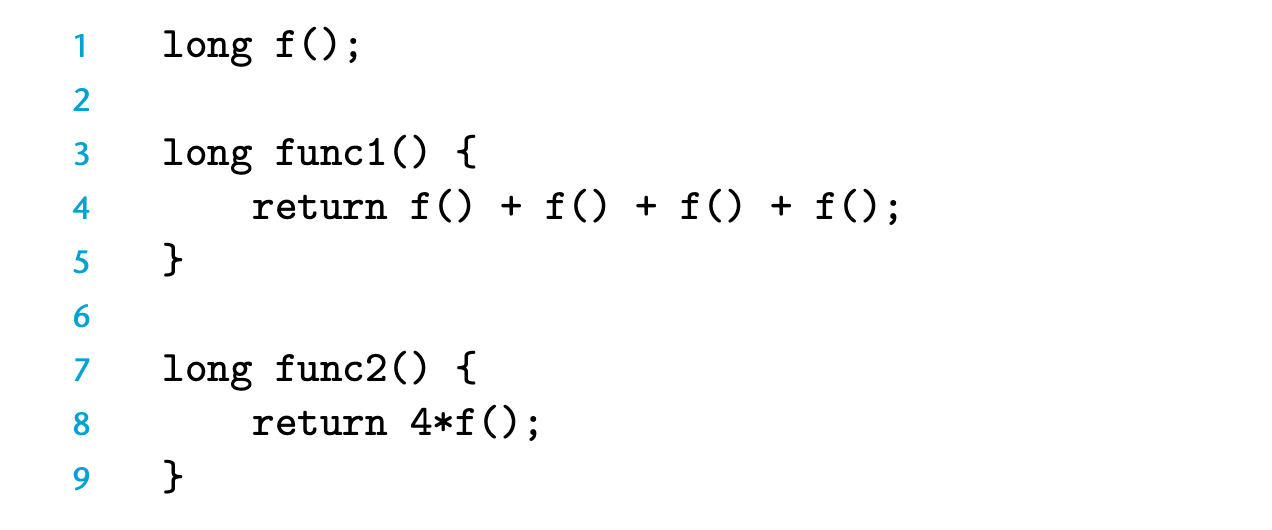 1 long f();
2
3 long func1() {
4     return f() + f() + f() + f();
5 }
6
7 long func2() {
8     return 4*f();
9 }